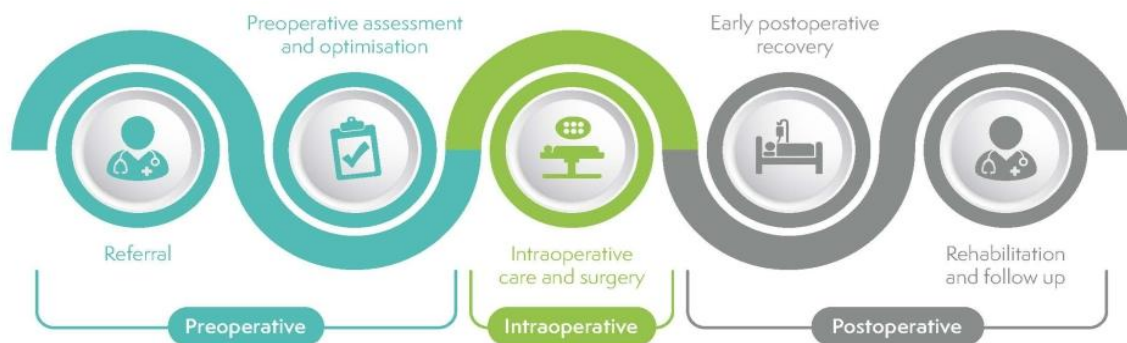 Preoperative assessment
and optimisation
Early postoperative
recovery
Referral
Intraoperative
care and surgery
Rehabilitation
and follow up
Preoperative
Intraoperative
Postoperative